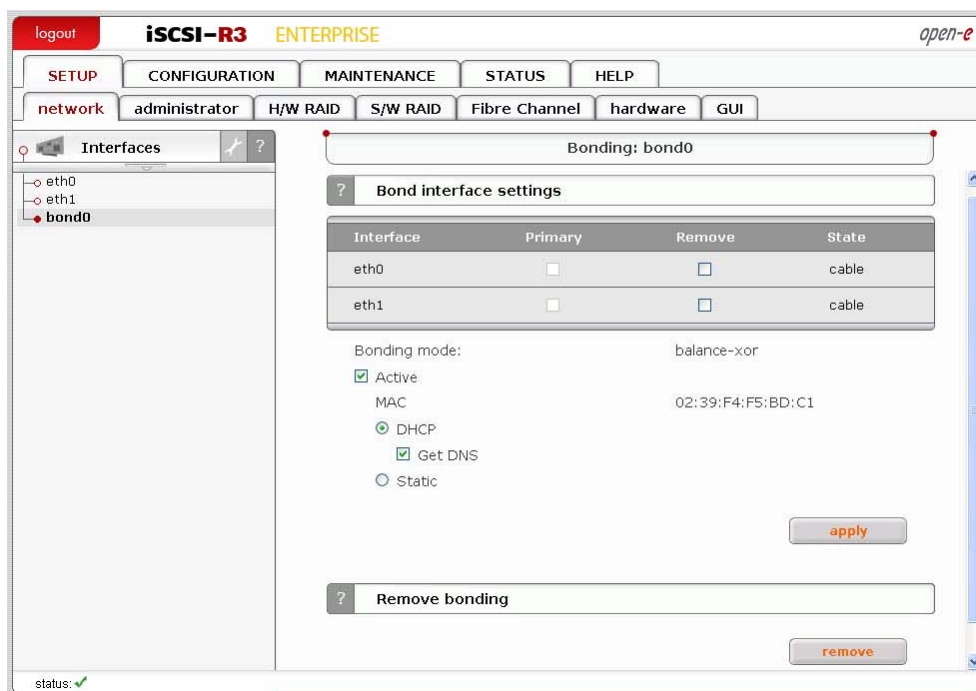 logout
iSCSI-R3 ENTERPRISE
open-e
SETUP CONFIGURATION MAINTENANCE STATUS HELP
network administrator H/W RAID S/W RAID Fibre Channel hardware GUI
Interfaces ?
eth0
eth1
bond0
Bonding: bond0
? Bond interface settings
Interface Primary Remove State
eth0 cable
eth1 cable
Bonding mode: balance-xor
Active
MAC 02:39:F4:F5:BD:C1
DHCP
Get DNS
Static
apply
? Remove bonding
remove
status: